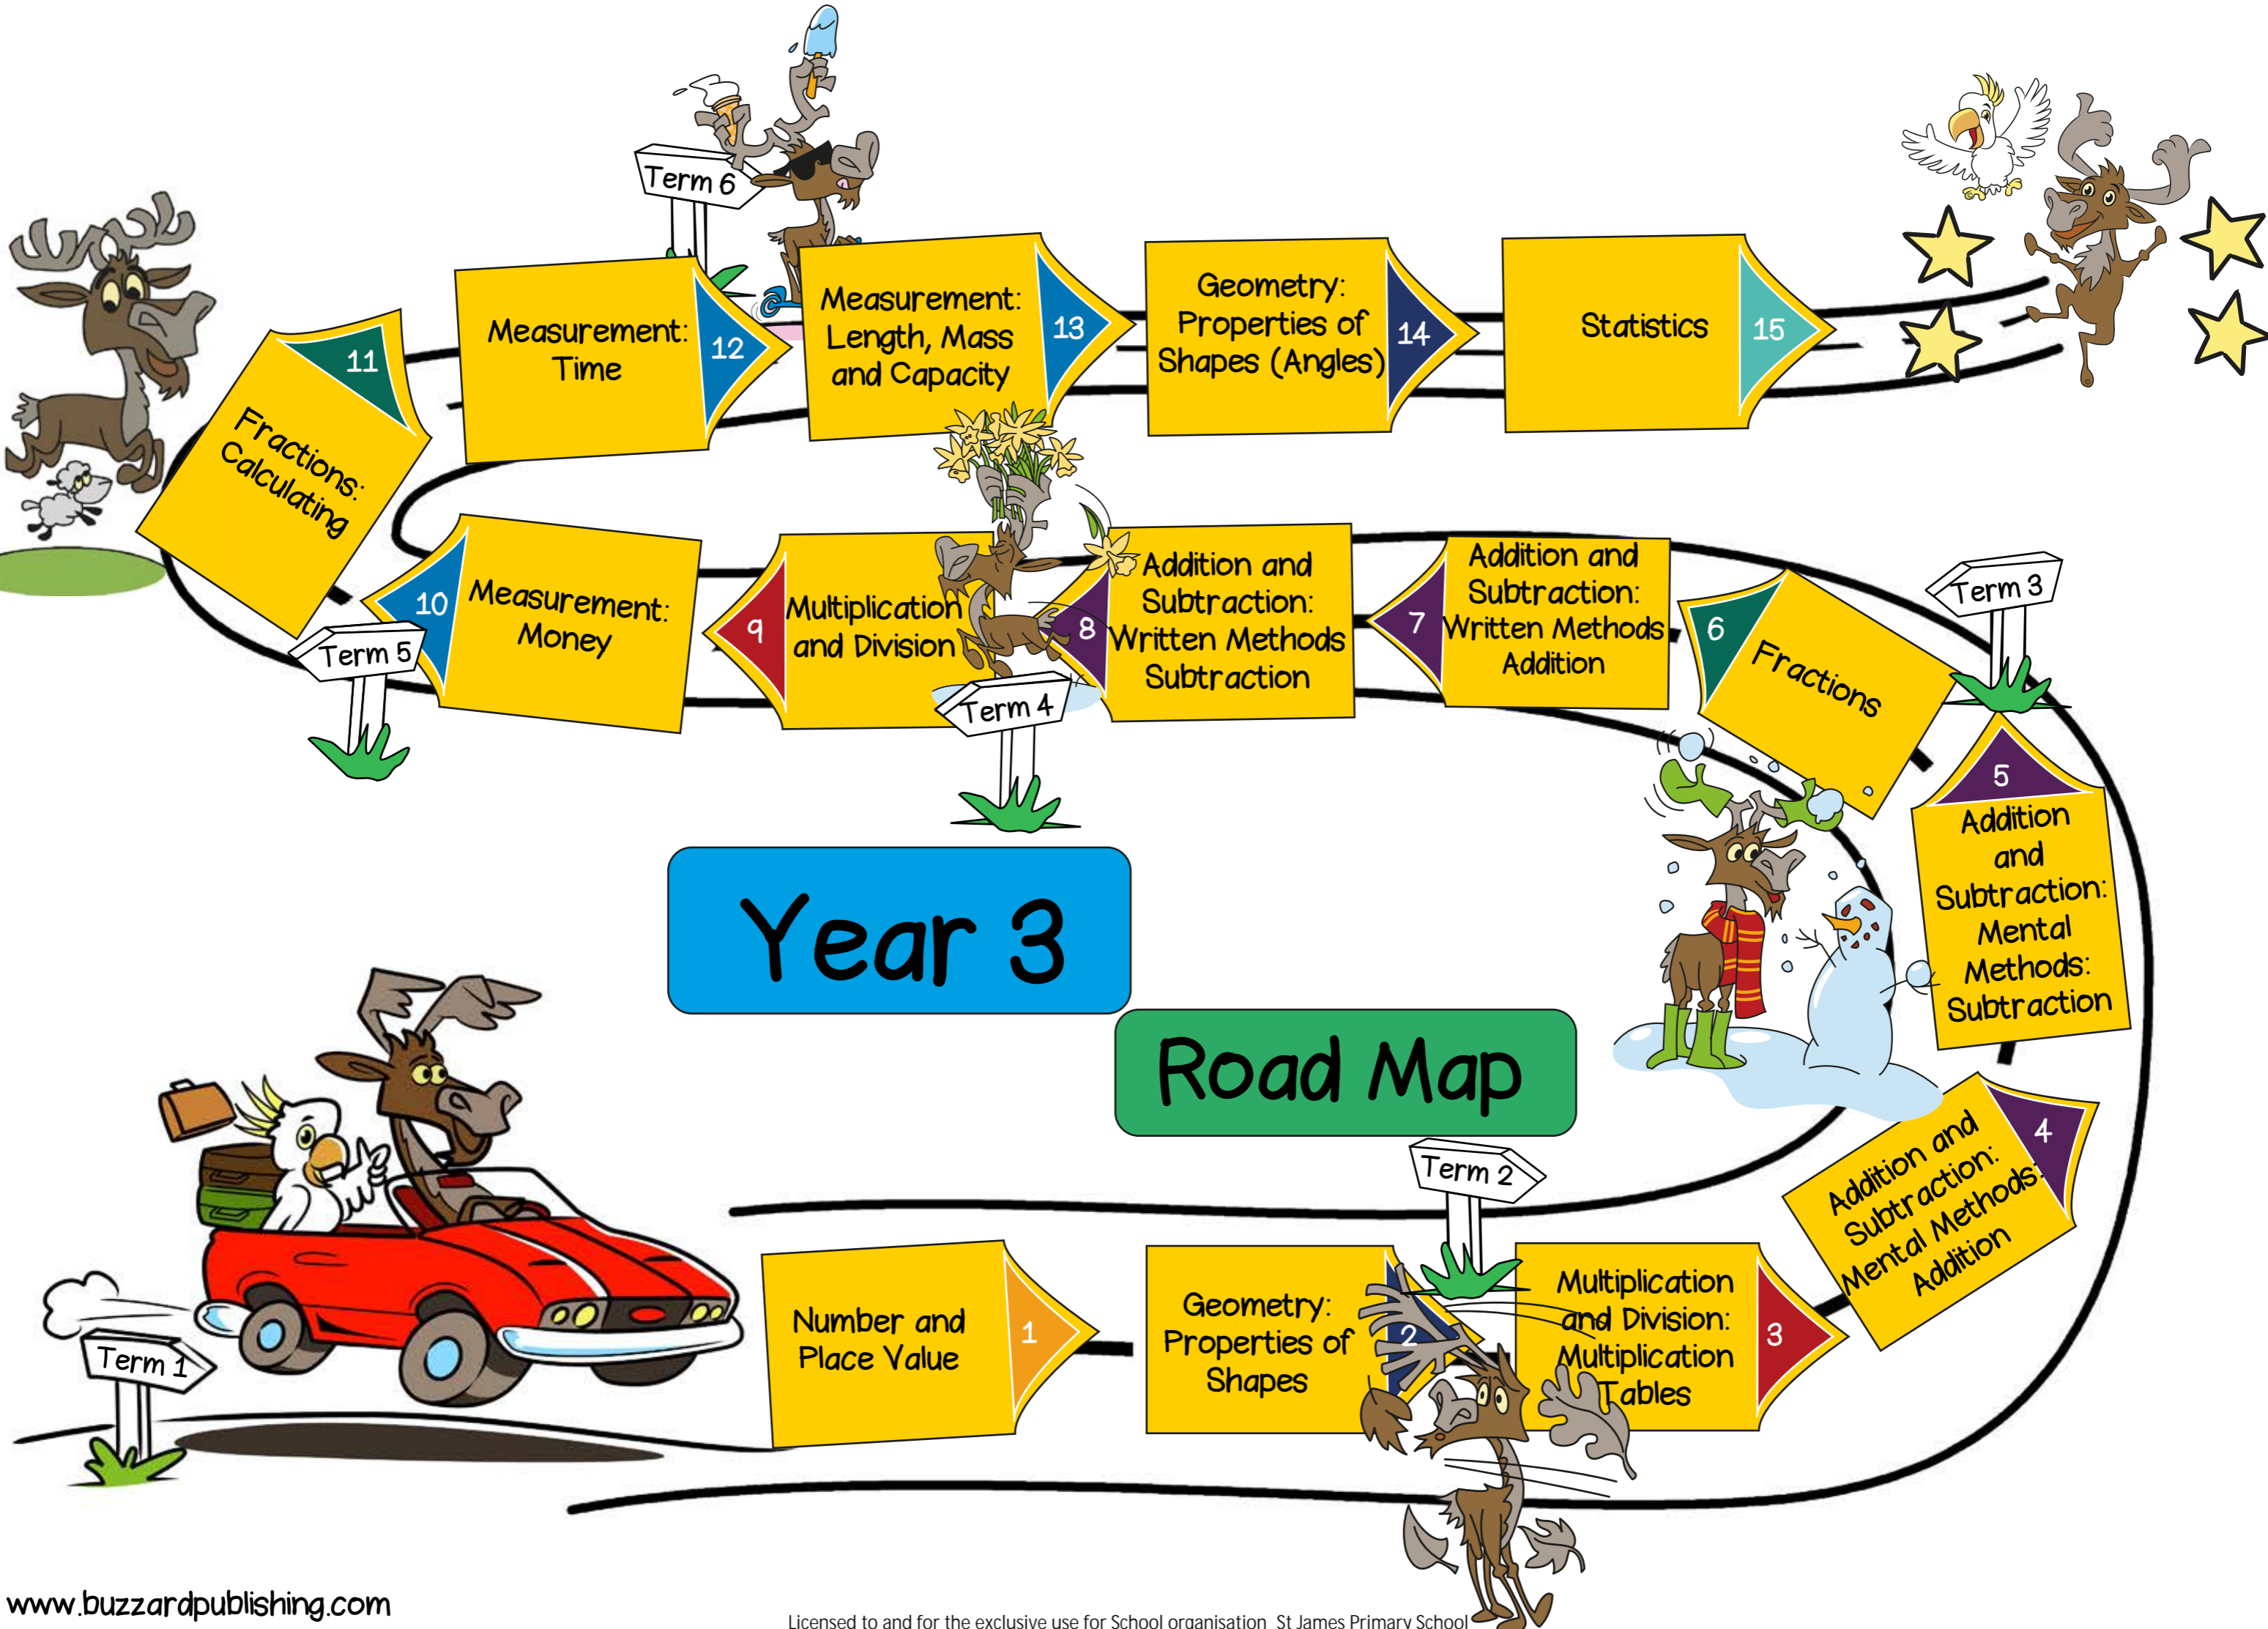 Term 6
Measurement:
Time
12
Measurement:
Length, Mass
and Capacity
13
Geometry:
Properties of
Shapes (Angles)
14
Statistics
15
11
Fractions:
Calculating
10
Measurement:
Money
Term 5
9
Multiplication
and Division
8
Addition and
Subtraction:
Written Methods
Subtraction
Term 4
7
Addition and
Subtraction:
Written Methods
Addition
6
Fractions
Term 3
5
Addition
and
Subtraction:
Mental
Methods:
Subtraction
Year 3
Road Map
4
Addition and
Subtraction:
Mental Methods:
Addition
Term 2
Term 1
Number and
Place Value
1
Geometry:
Properties of
Shapes
2
Multiplication
and Division:
Multiplication
Tables
3
www.buzzardpublishing.com
Licensed to and for the exclusive use for School organisation St James Primary School